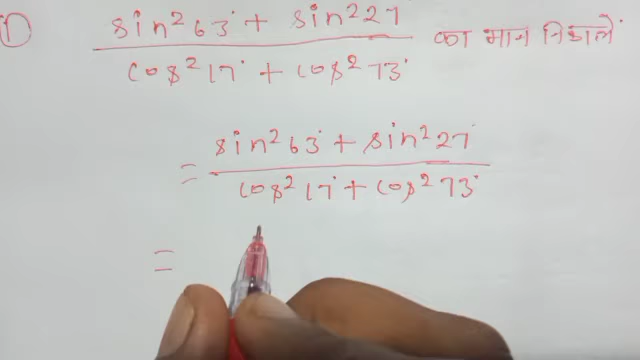 ① sin²63° + sin²27 / cos²17° + cos²73° का मान निकालें
= sin²63° + sin²27° / cos²17° + cos²73°
=